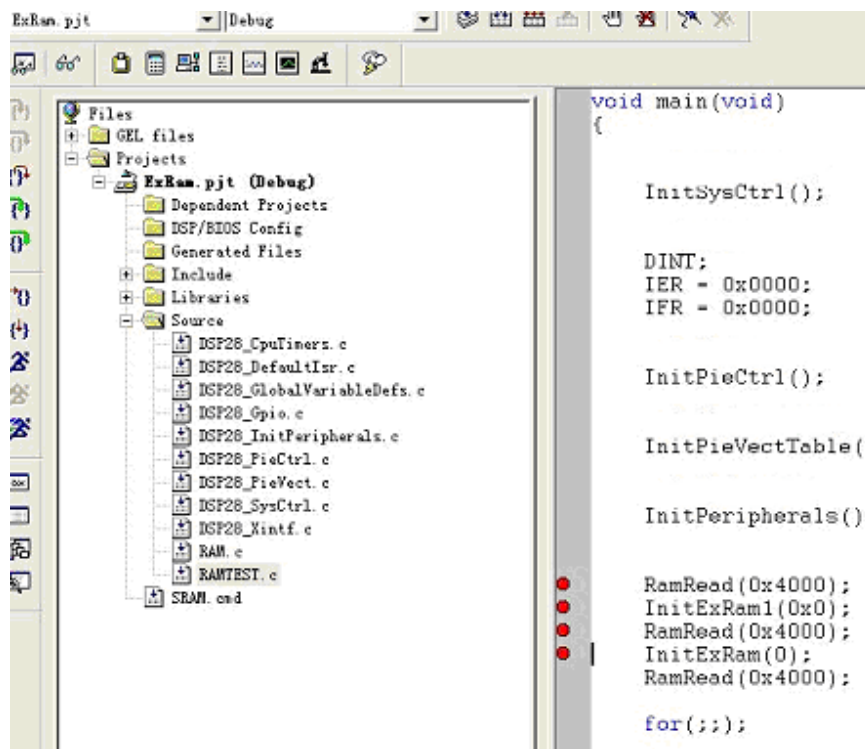 ExRam.pjt
Debug
Files
GEL files
Projects
ExRam.pjt (Debug)
Dependent Projects
DSP/BIOS Config
Generated Files
Include
Libraries
Source
DSP28_CpuTimers.c
DSP28_DefaultIsr.c
DSP28_GlobalVariableDefs.c
DSP28_Gpio.c
DSP28_InitPeripherals.c
DSP28_PieCtrl.c
DSP28_PieVect.c
DSP28_SysCtrl.c
DSP28_Xintf.c
RAM.c
RAMTEST.c
SRAM.cmd
void main(void)
{
InitSysCtrl();
DINT;
IER = 0x0000;
IFR = 0x0000;
InitPieCtrl();
InitPieVectTable(
InitPeripherals()
RamRead(0x4000);
InitExRam1(0x0);
RamRead(0x4000);
InitExRam(0);
RamRead(0x4000);
for(;;);